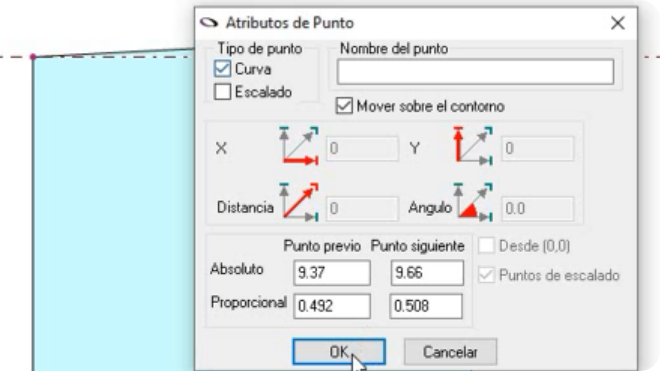 Atributos de Punto
Tipo de punto
Curva
Escalado
Nombre del punto
Mover sobre el contorno
X 0 Y 0
Distancia 0 Angulo 0.0
Punto previo Punto siguiente Desde (0,0)
Absoluto 9.37 9.66 Puntos de escalado
Proporcional 0.492 0.508
OK Cancelar